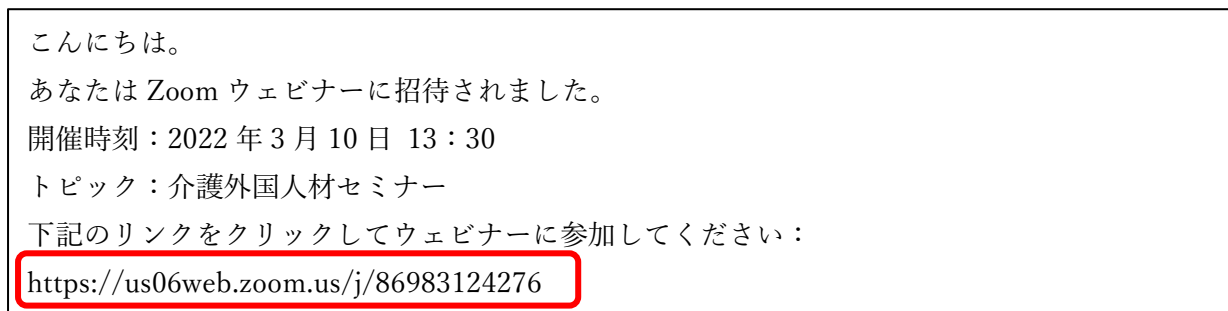 こんにちは。
あなたは Zoom ウェビナーに招待されました。
開催時刻：2022 年 3 月 10 日 13：30
トピック：介護外国人材セミナー
下記のリンクをクリックしてウェビナーに参加してください：
https://us06web.zoom.us/j/86983124276